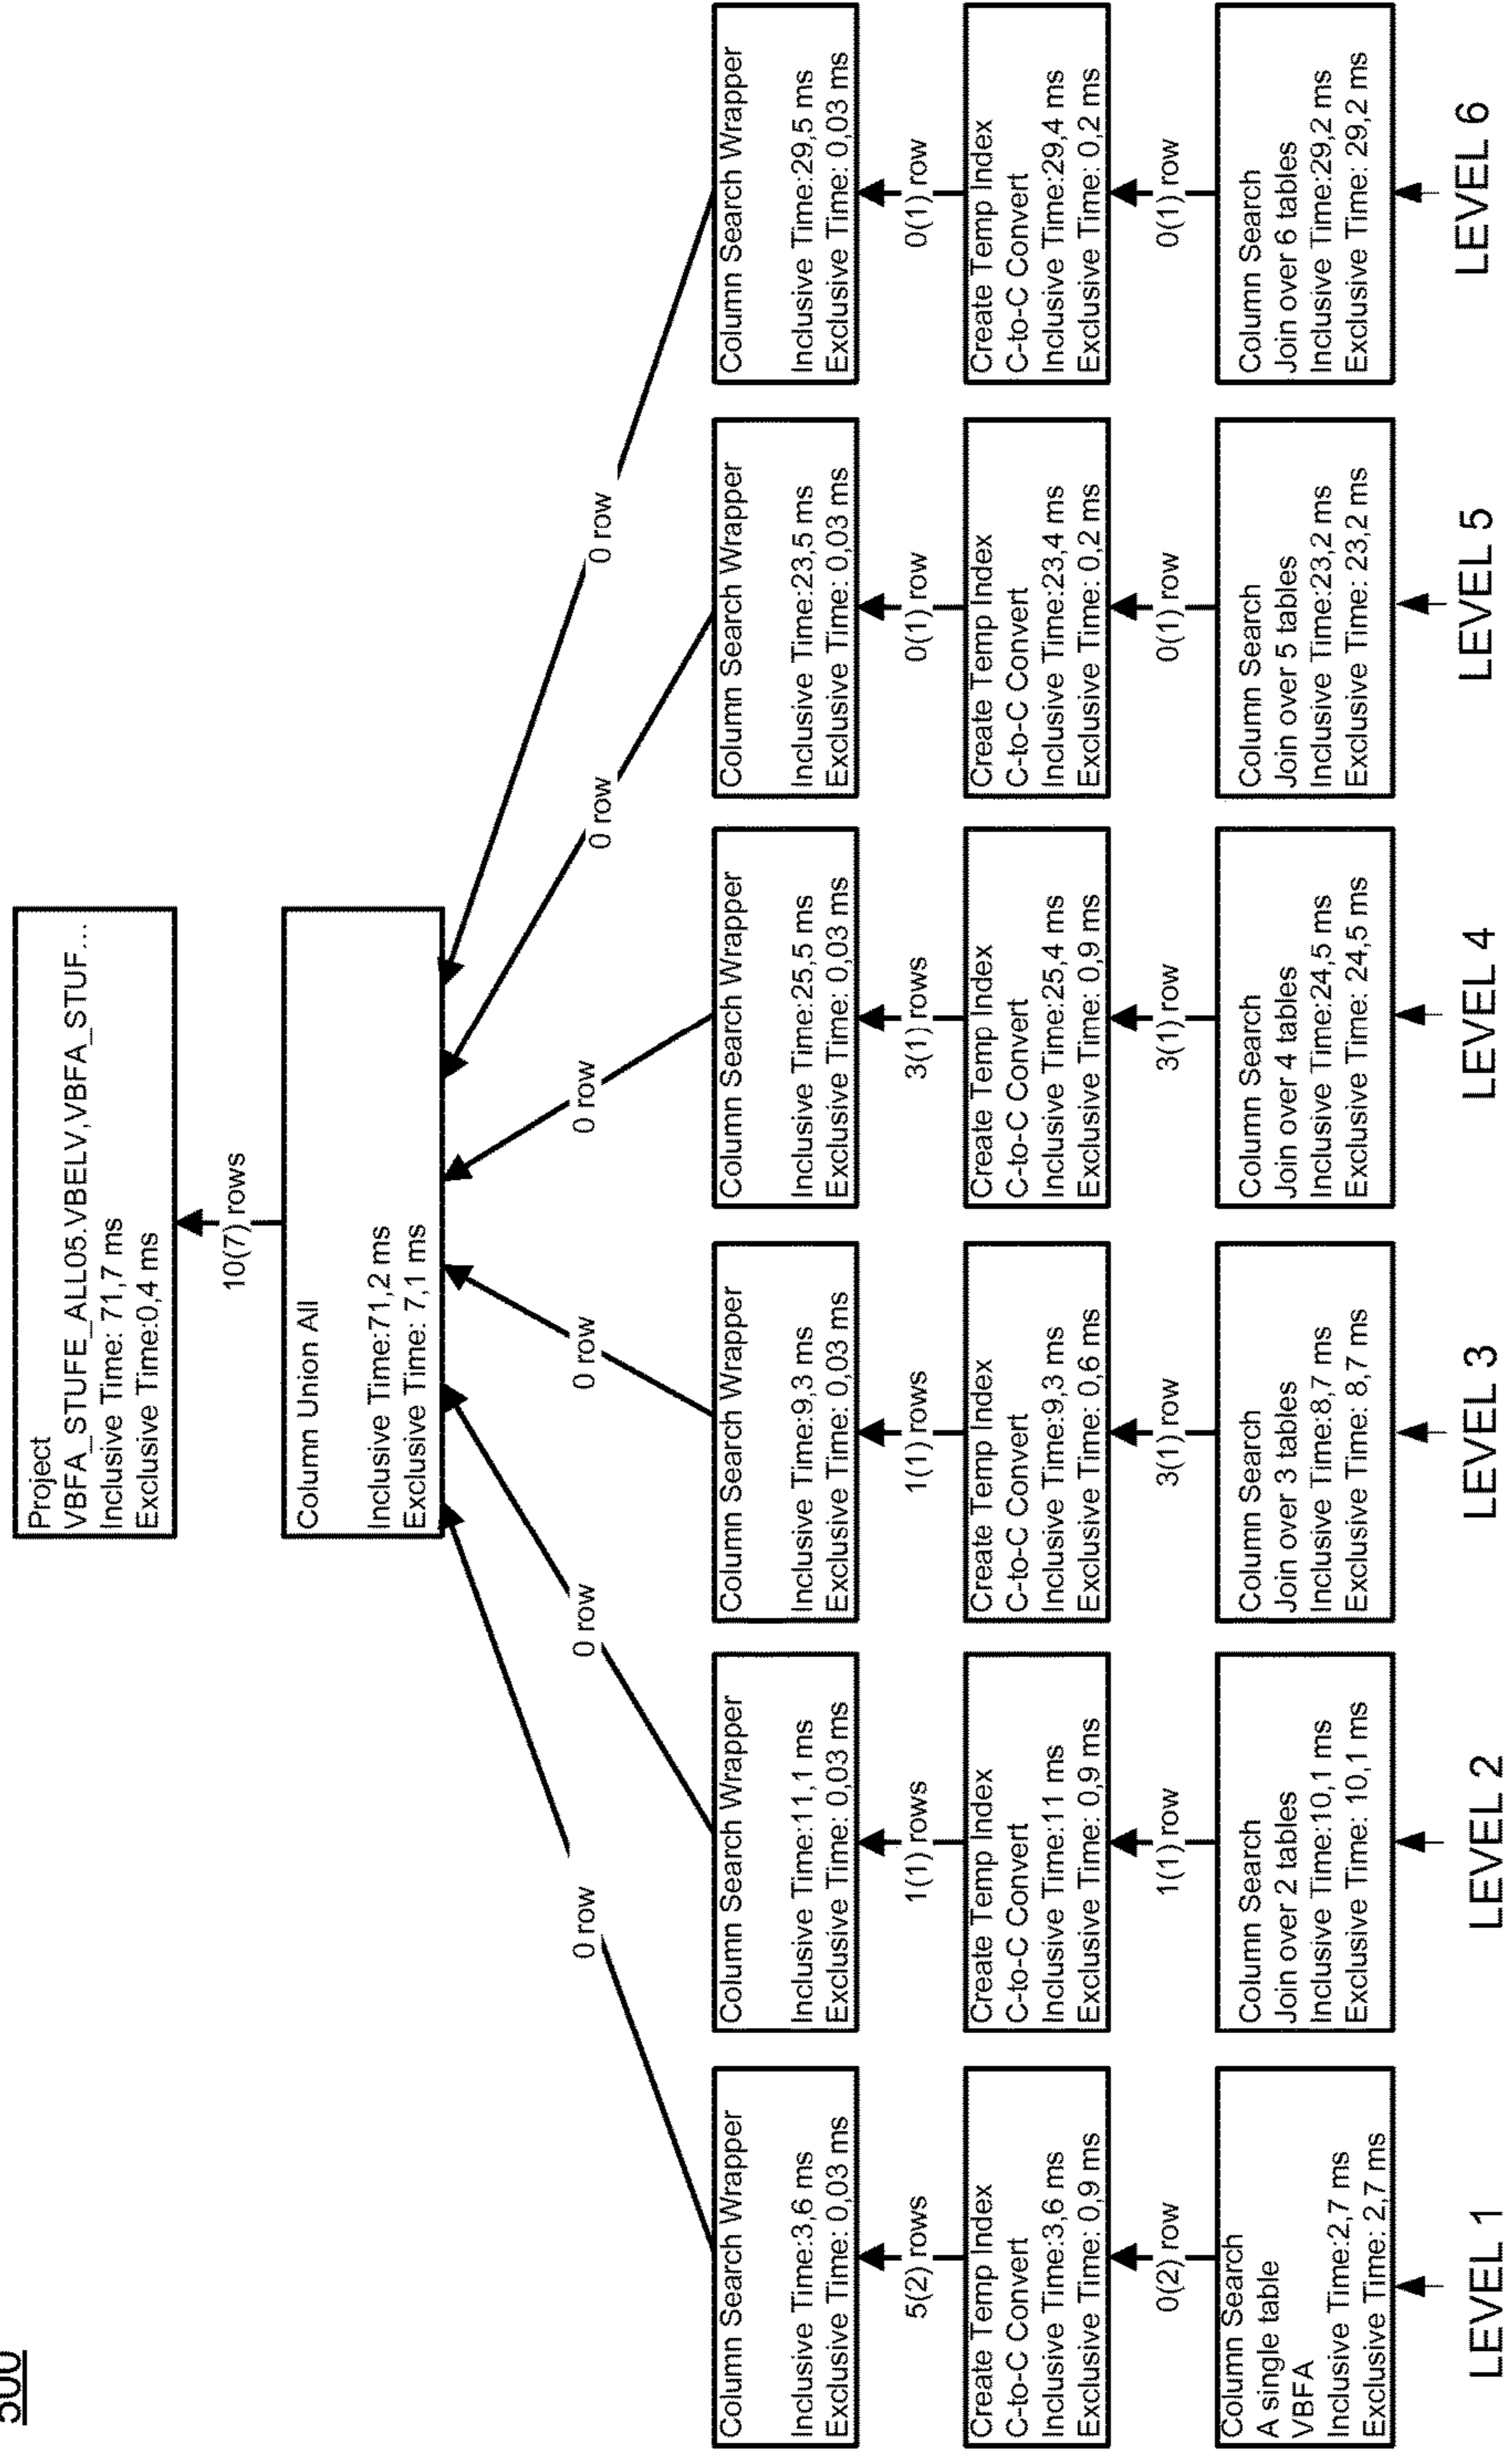 500
Project
VBFA_STUFE_ALL05.VBELV,VBFA_STUF...
Inclusive Time: 71,7 ms
Exclusive Time:0,4 ms
10(7) rows
Column Union All
Inclusive Time:71,2 ms
Exclusive Time: 7,1 ms
0 row
0 row
0 row
0 row
0 row
0 row
Column Search Wrapper
Inclusive Time:3,6 ms
Exclusive Time: 0,03 ms
5(2) rows
Create Temp Index
C-to-C Convert
Inclusive Time:3,6 ms
Exclusive Time: 0,9 ms
0(2) row
Column Search
A single table
VBFA
Inclusive Time:2,7 ms
Exclusive Time: 2,7 ms
LEVEL 1
Column Search Wrapper
Inclusive Time:11,1 ms
Exclusive Time: 0,03 ms
1(1) rows
Create Temp Index
C-to-C Convert
Inclusive Time:11 ms
Exclusive Time: 0,9 ms
1(1) row
Column Search
Join over 2 tables
Inclusive Time:10,1 ms
Exclusive Time: 10,1 ms
LEVEL 2
Column Search Wrapper
Inclusive Time:9,3 ms
Exclusive Time: 0,03 ms
1(1) rows
Create Temp Index
C-to-C Convert
Inclusive Time:9,3 ms
Exclusive Time: 0,6 ms
3(1) row
Column Search
Join over 3 tables
Inclusive Time:8,7 ms
Exclusive Time: 8,7 ms
LEVEL 3
Column Search Wrapper
Inclusive Time:25,5 ms
Exclusive Time: 0,03 ms
3(1) rows
Create Temp Index
C-to-C Convert
Inclusive Time:25,4 ms
Exclusive Time: 0,9 ms
3(1) row
Column Search
Join over 4 tables
Inclusive Time:24,5 ms
Exclusive Time: 24,5 ms
LEVEL 4
Column Search Wrapper
Inclusive Time:23,5 ms
Exclusive Time: 0,03 ms
0(1) row
Create Temp Index
C-to-C Convert
Inclusive Time:23,4 ms
Exclusive Time: 0,2 ms
0(1) row
Column Search
Join over 5 tables
Inclusive Time:23,2 ms
Exclusive Time: 23,2 ms
LEVEL 5
Column Search Wrapper
Inclusive Time:29,5 ms
Exclusive Time: 0,03 ms
0(1) row
Create Temp Index
C-to-C Convert
Inclusive Time:29,4 ms
Exclusive Time: 0,2 ms
0(1) row
Column Search
Join over 6 tables
Inclusive Time:29,2 ms
Exclusive Time: 29,2 ms
LEVEL 6